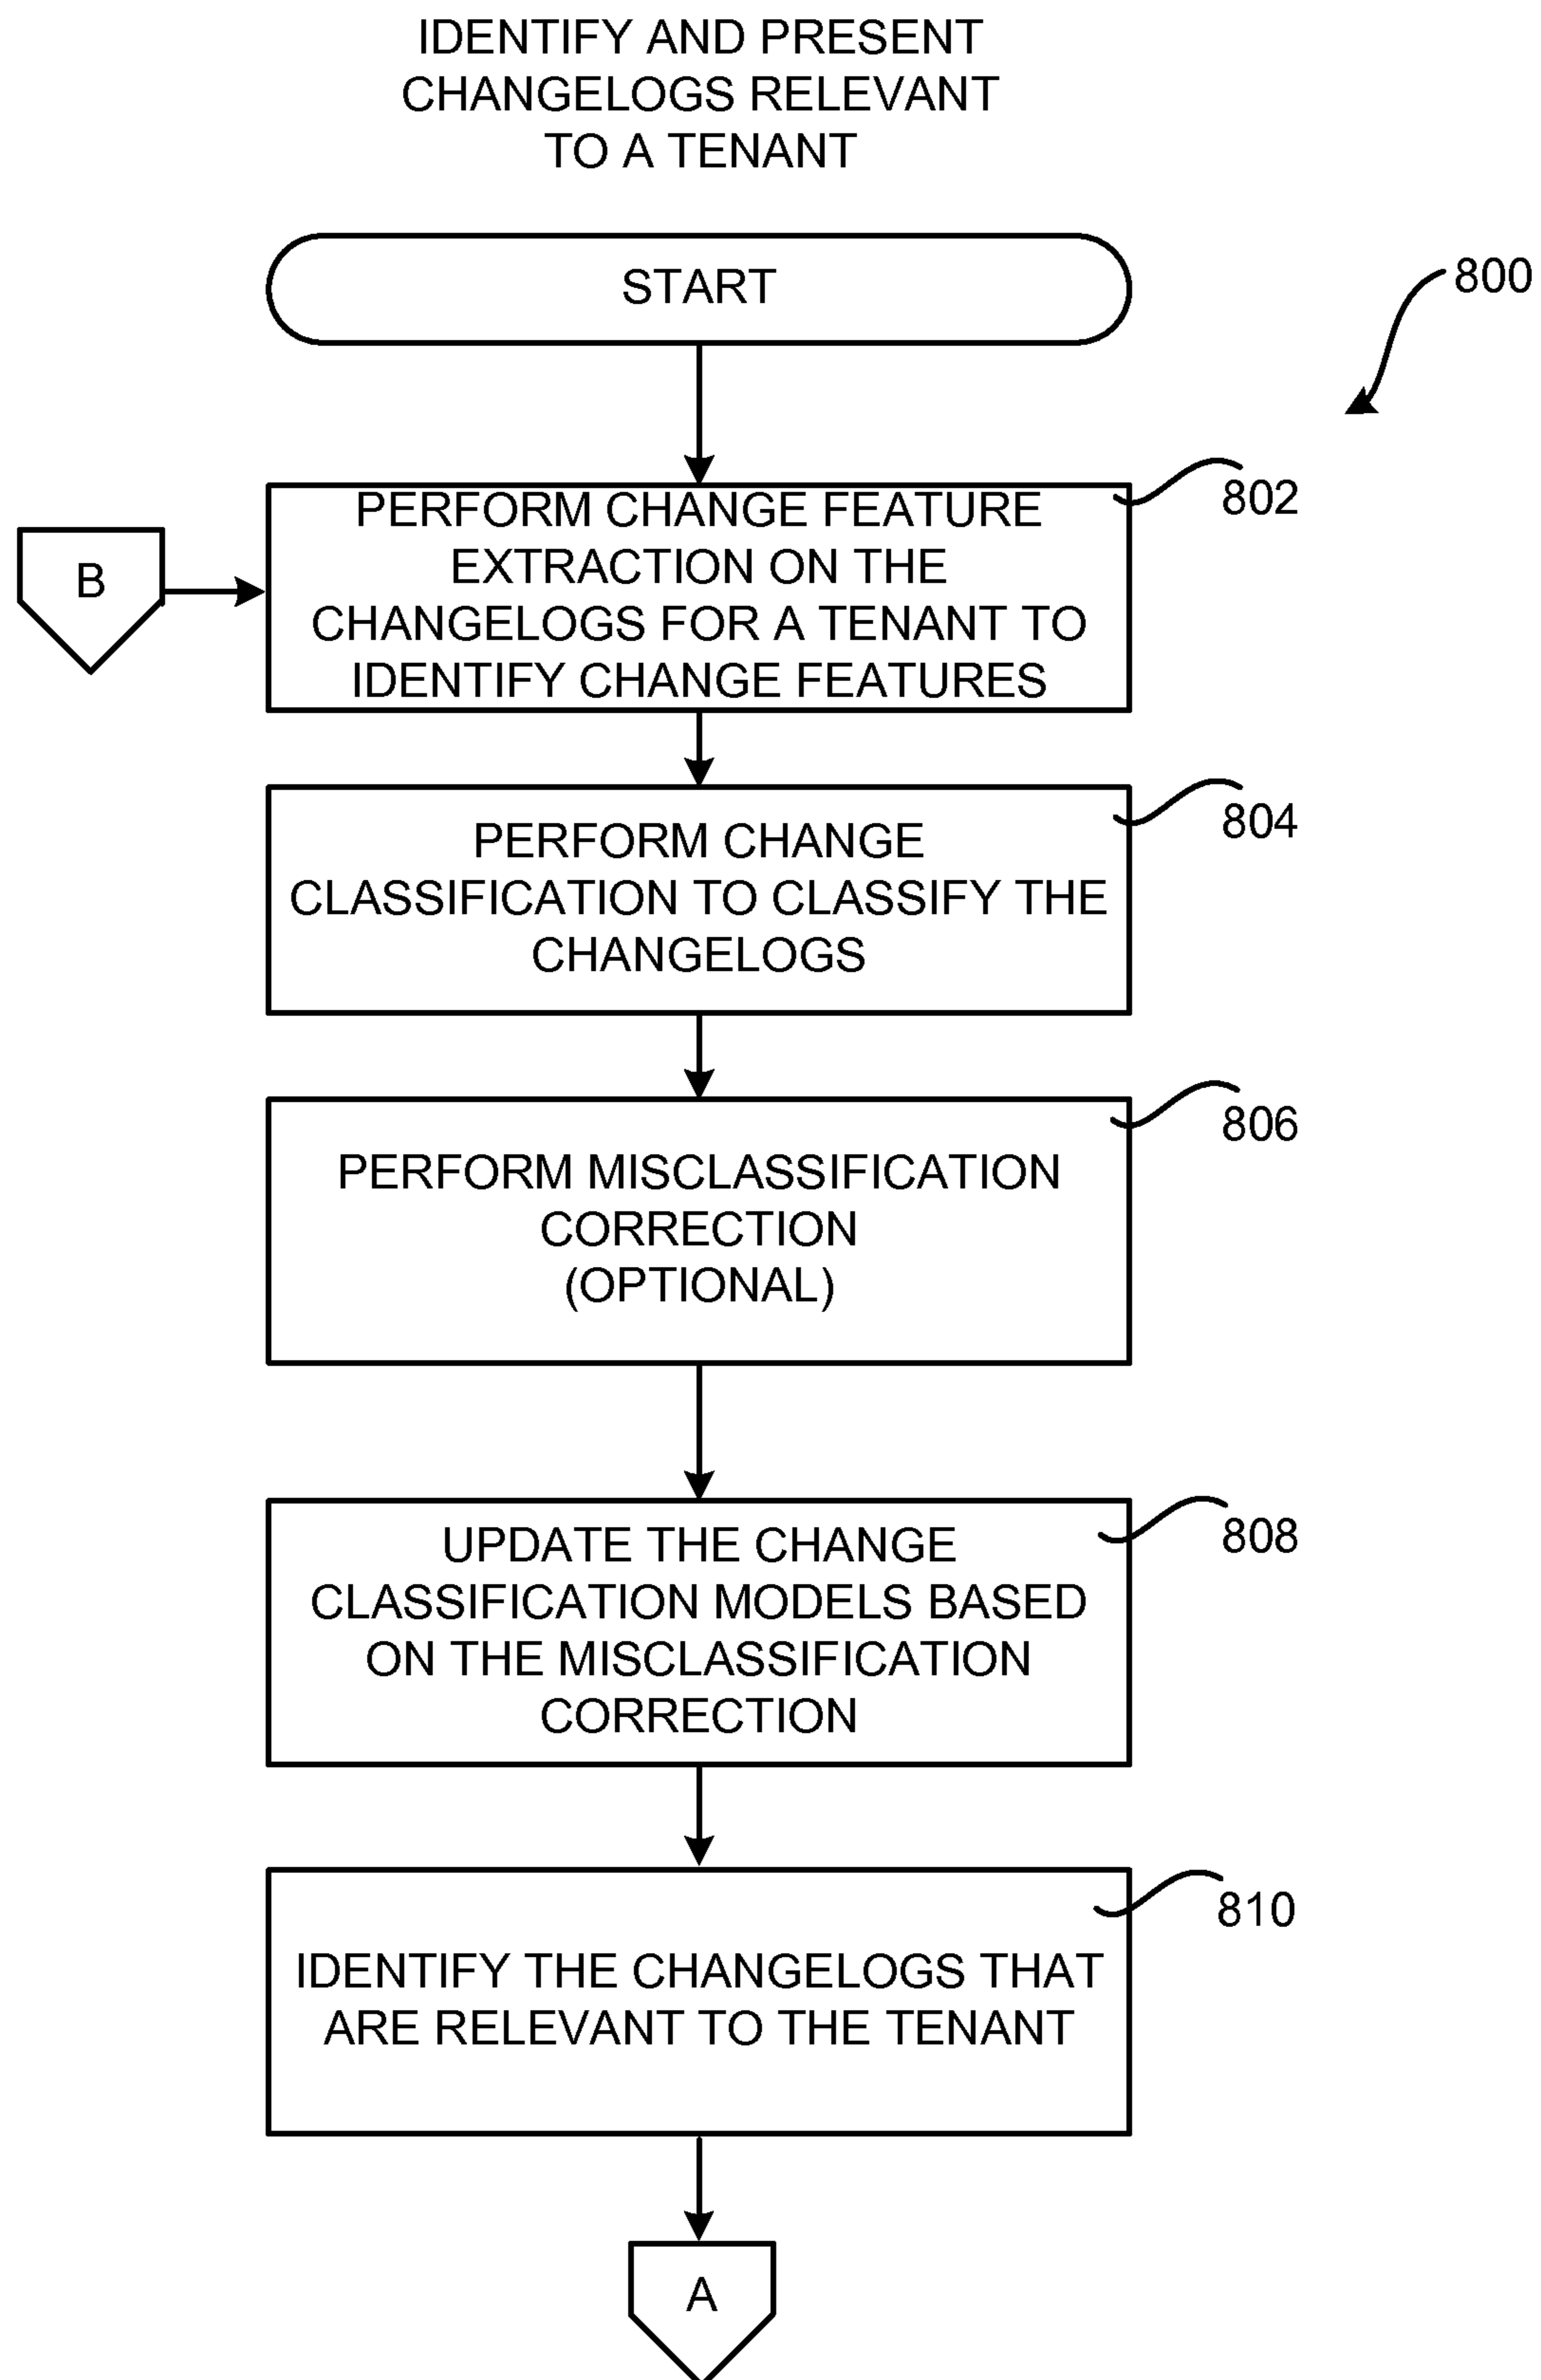 IDENTIFY AND PRESENT
CHANGELOGS RELEVANT
TO A TENANT
START
800
802
PERFORM CHANGE FEATURE
EXTRACTION ON THE
CHANGELOGS FOR A TENANT TO
IDENTIFY CHANGE FEATURES
B
804
PERFORM CHANGE
CLASSIFICATION TO CLASSIFY THE
CHANGELOGS
806
PERFORM MISCLASSIFICATION
CORRECTION
(OPTIONAL)
808
UPDATE THE CHANGE
CLASSIFICATION MODELS BASED
ON THE MISCLASSIFICATION
CORRECTION
810
IDENTIFY THE CHANGELOGS THAT
ARE RELEVANT TO THE TENANT
A